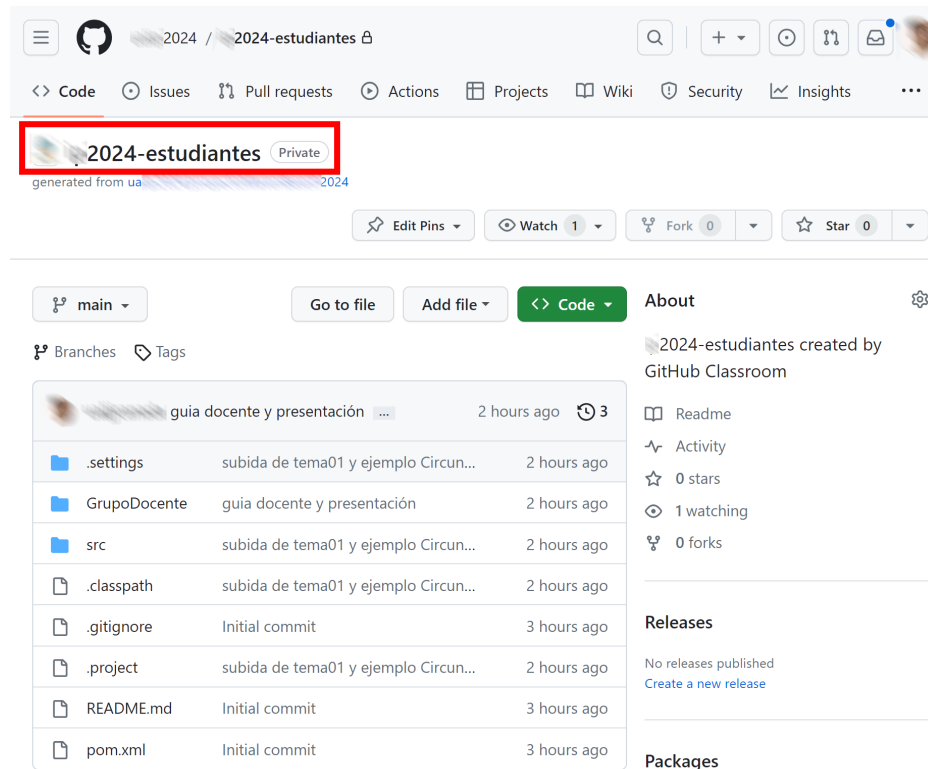 2024 / 2024-estudiantes
Code Issues Pull requests Actions Projects Wiki Security Insights ...
2024-estudiantes Private
generated from ua 2024
Edit Pins Watch 1 Fork 0 Star 0
main Go to file Add file Code
Branches Tags
guia docente y presentación ... 2 hours ago 3
.settings subida de tema01 y ejemplo Circun... 2 hours ago
GrupoDocente guia docente y presentación 2 hours ago
src subida de tema01 y ejemplo Circun... 2 hours ago
.classpath subida de tema01 y ejemplo Circun... 2 hours ago
.gitignore Initial commit 3 hours ago
.project subida de tema01 y ejemplo Circun... 2 hours ago
README.md Initial commit 3 hours ago
pom.xml Initial commit 3 hours ago
About
2024-estudiantes created by
GitHub Classroom
Readme
Activity
0 stars
1 watching
0 forks
Releases
No releases published
Create a new release
Packages